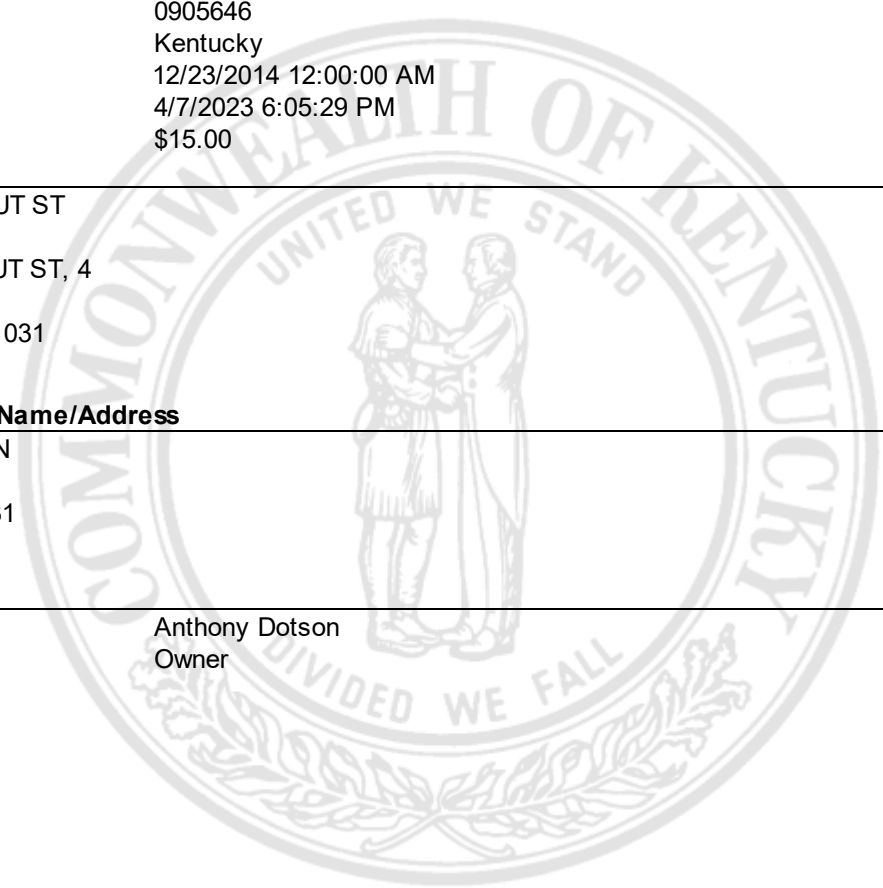 0905646
Kentucky
12/23/2014 12:00:00 AM
4/7/2023 6:05:29 PM
$15.00
COMMONWEALTH OF KENTUCKY
UNITED WE STAND
UT ST
UT ST, 4
031
Name/Address
N
1
Anthony Dotson
Owner
DIVIDED WE FALL